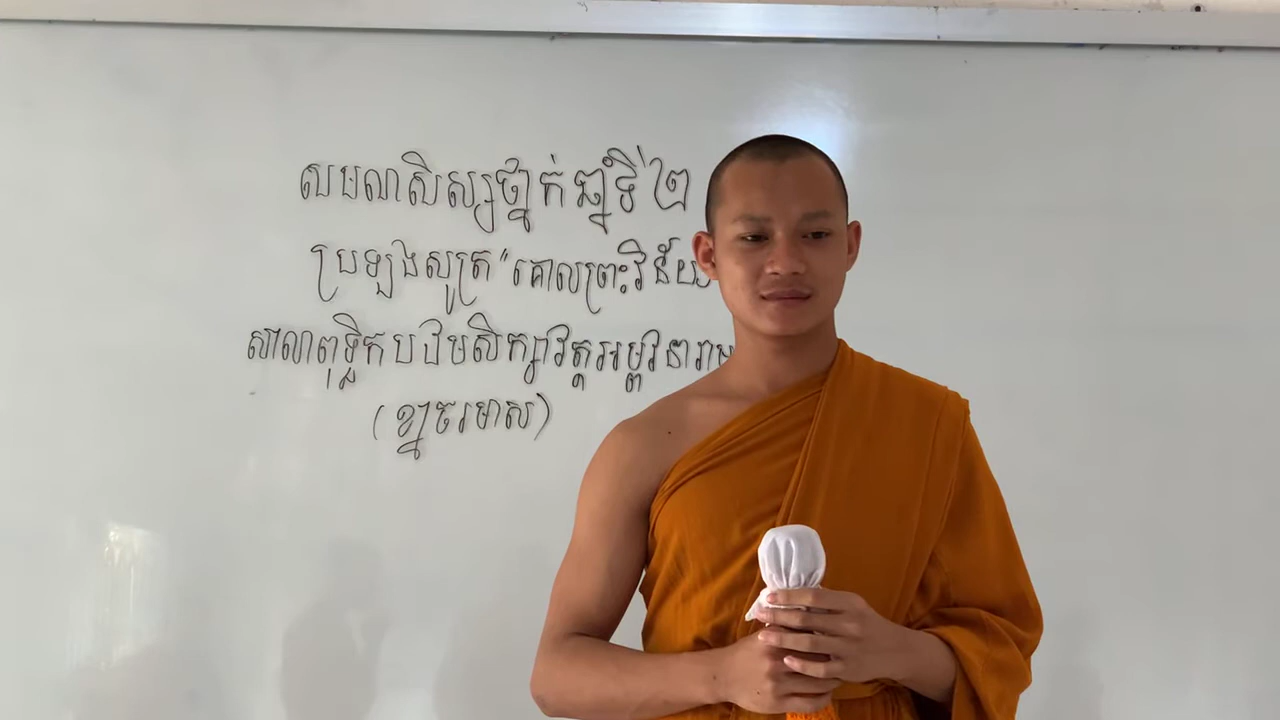 សមណសិស្សថ្នាក់ឆ្នាំទី២
ប្រឡងសូត្រ"គោលព្រះវិន័យ
សាលាពុទ្ធិកបឋមសិក្សាវត្តអម្ពវនារាម
(ខ្នាចរមាស)